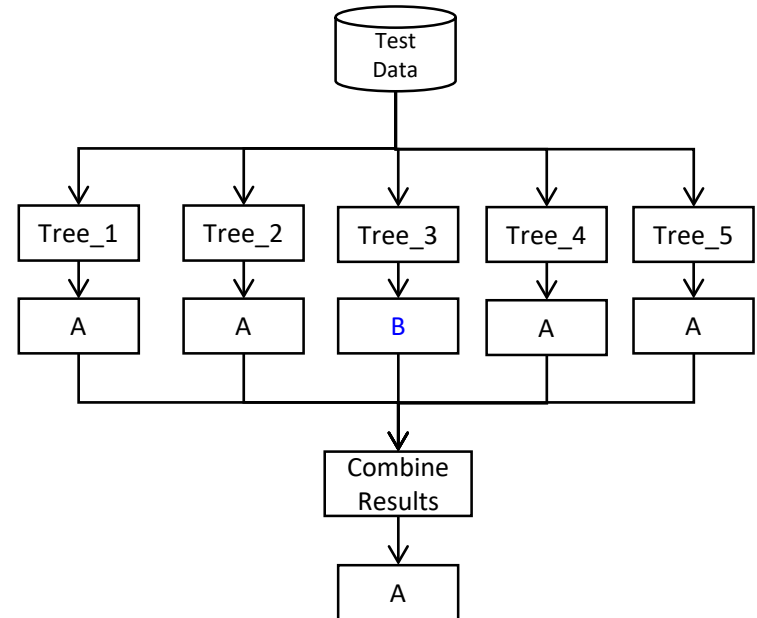 Test
Data
Tree_1
Tree_2
Tree_3
Tree_4
Tree_5
A
A
B
A
A
Combine
Results
A